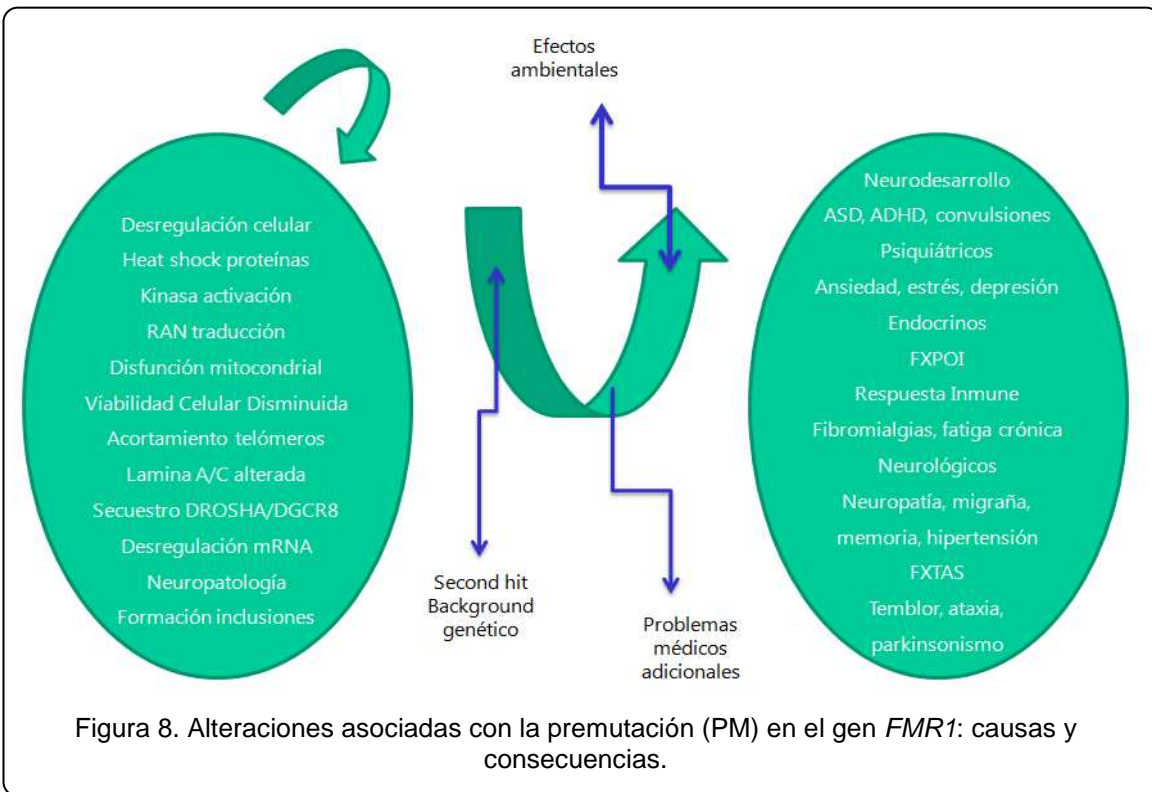 Efectos
ambientales
Desregulación celular
Heat shock proteínas
Kinasa activación
RAN traducción
Disfunción mitocondrial
Viabilidad Celular Disminuida
Acortamiento telómeros
Lamina A/C alterada
Secuestro DROSHA/DGCR8
Desregulación mRNA
Neuropatología
Formación inclusiones
Second hit
Background
genético
Problemas
médicos
adicionales
Neurodesarrollo
ASD, ADHD, convulsiones
Psiquiátricos
Ansiedad, estrés, depresión
Endocrinos
FXPOI
Respuesta Inmune
Fibromialgias, fatiga crónica
Neurológicos
Neuropatía, migraña,
memoria, hipertensión
FXTAS
Temblor, ataxia,
parkinsonismo
Figura 8. Alteraciones asociadas con la premutación (PM) en el gen FMR1: causas y
consecuencias.